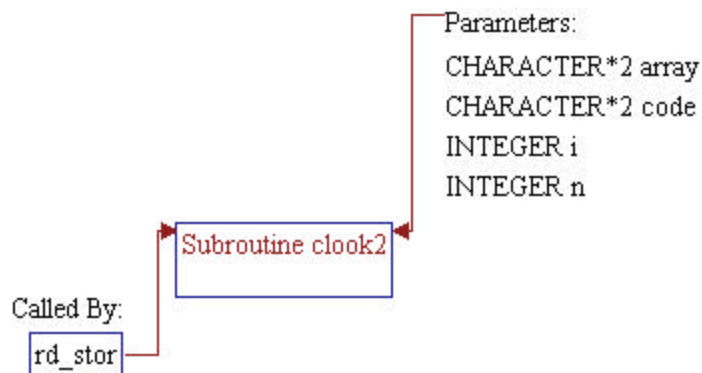 Parameters:
CHARACTER*2 array
CHARACTER*2 code
INTEGER i
INTEGER n
Subroutine clook2
Called By:
rd_stor